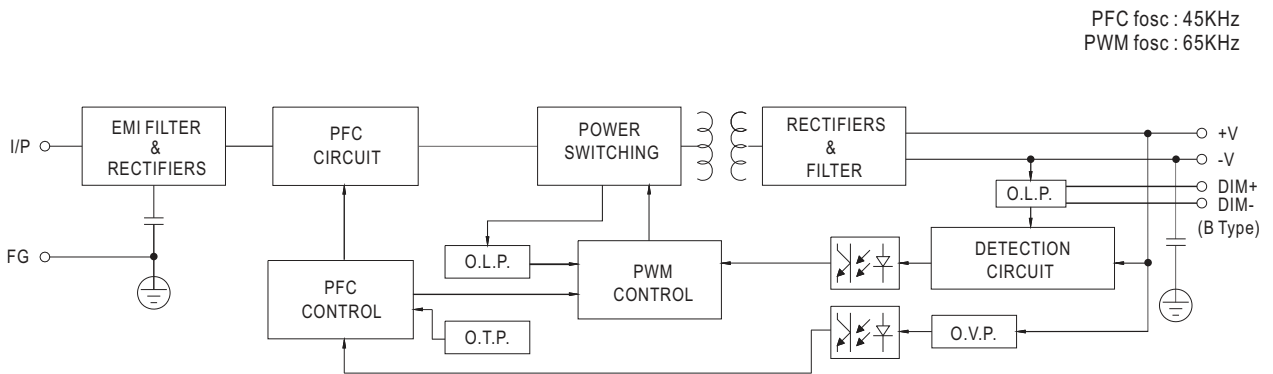 PFC fosc : 45KHz
PWM fosc : 65KHz
I/P
EMI FILTER
&
RECTIFIERS
PFC
CIRCUIT
POWER
SWITCHING
RECTIFIERS
&
FILTER
+V
-V
O.L.P.
DIM+
DIM-
(B Type)
FG
O.L.P.
PFC
CONTROL
PWM
CONTROL
DETECTION
CIRCUIT
O.T.P.
O.V.P.